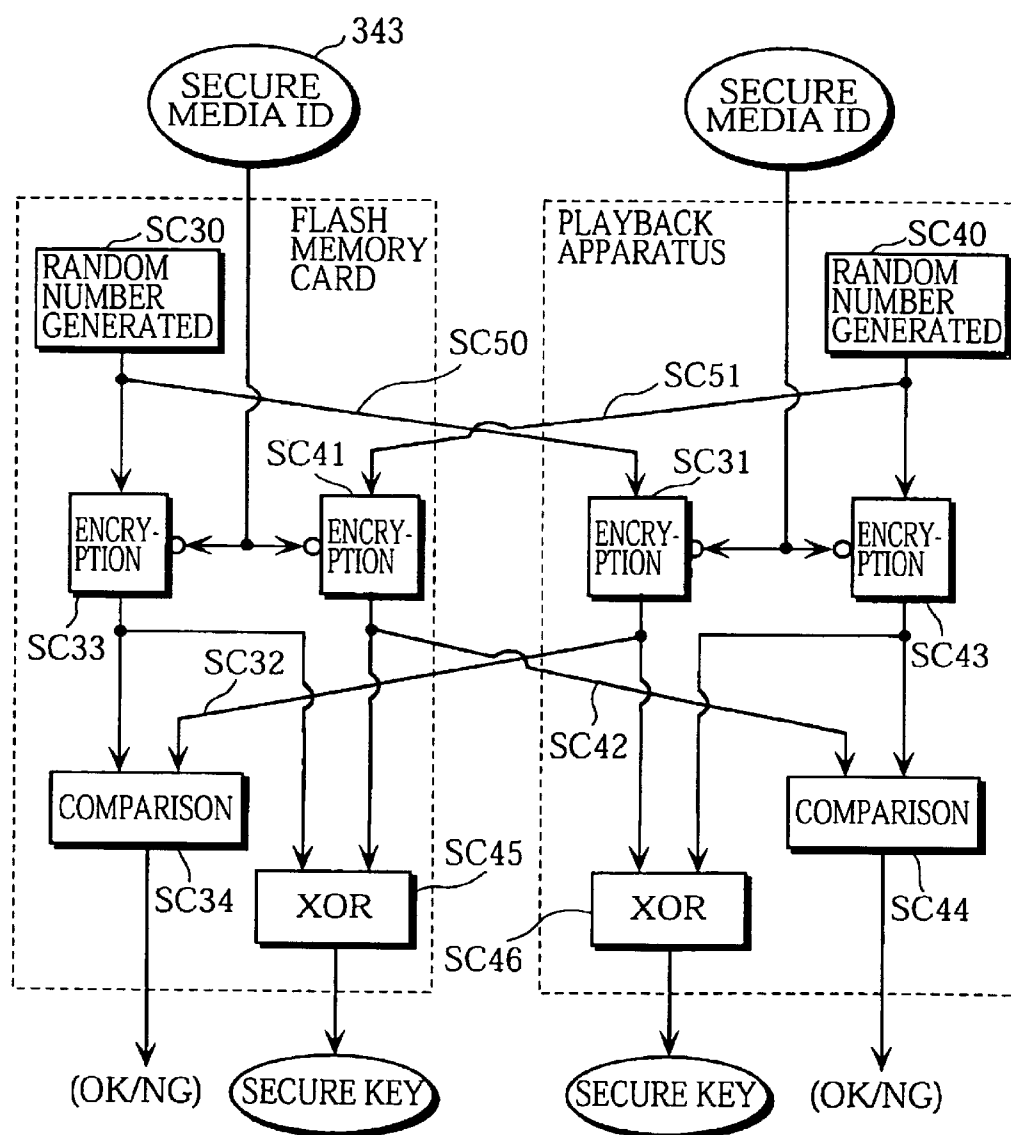 343
SECURE
MEDIA ID
SECURE
MEDIA ID
SC30
FLASH
MEMORY
CARD
PLAYBACK
APPARATUS
SC40
RANDOM
NUMBER
GENERATED
RANDOM
NUMBER
GENERATED
SC50
SC51
SC41
SC31
ENCRY-
PTION
ENCRY-
PTION
ENCRY-
PTION
ENCRY-
PTION
SC33
SC32
SC43
SC42
COMPARISON
COMPARISON
SC34
SC45
SC44
XOR
XOR
SC46
(OK/NG)
SECURE KEY
SECURE KEY
(OK/NG)